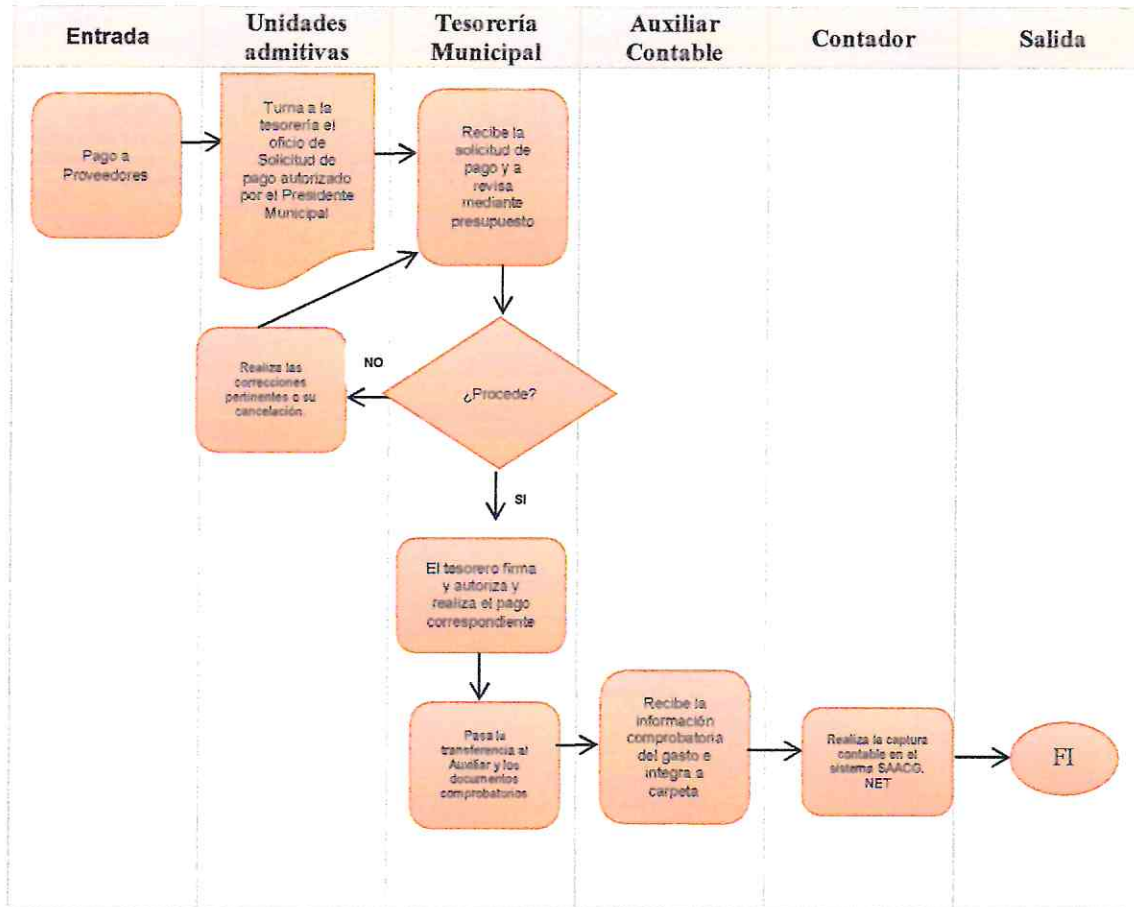 Entrada
Unidades
admitivas
Tesorería
Municipal
Auxiliar
Contable
Contador
Salida
Pago a
Proveedores
Turna a la
tesorería el
oficio de
Solicitud de
pago autorizado
por el Presidente
Municipal
Recibe la
solicitud de
pago y a
revisa
mediante
presupuesto
Realiza las
correcciones
pertinentes o su
cancelación.
NO
¿Procede?
SI
El tesorero firma
y autoriza y
realiza el pago
correspondiente
Pasa la
transferencia al
Auxiliar y los
documentos
comprobatorios
Recibe la
información
comprobatoria
del gasto e
integra a
carpeta
Realiza la captura
contable en el
sistema SAACG.
NET
FI